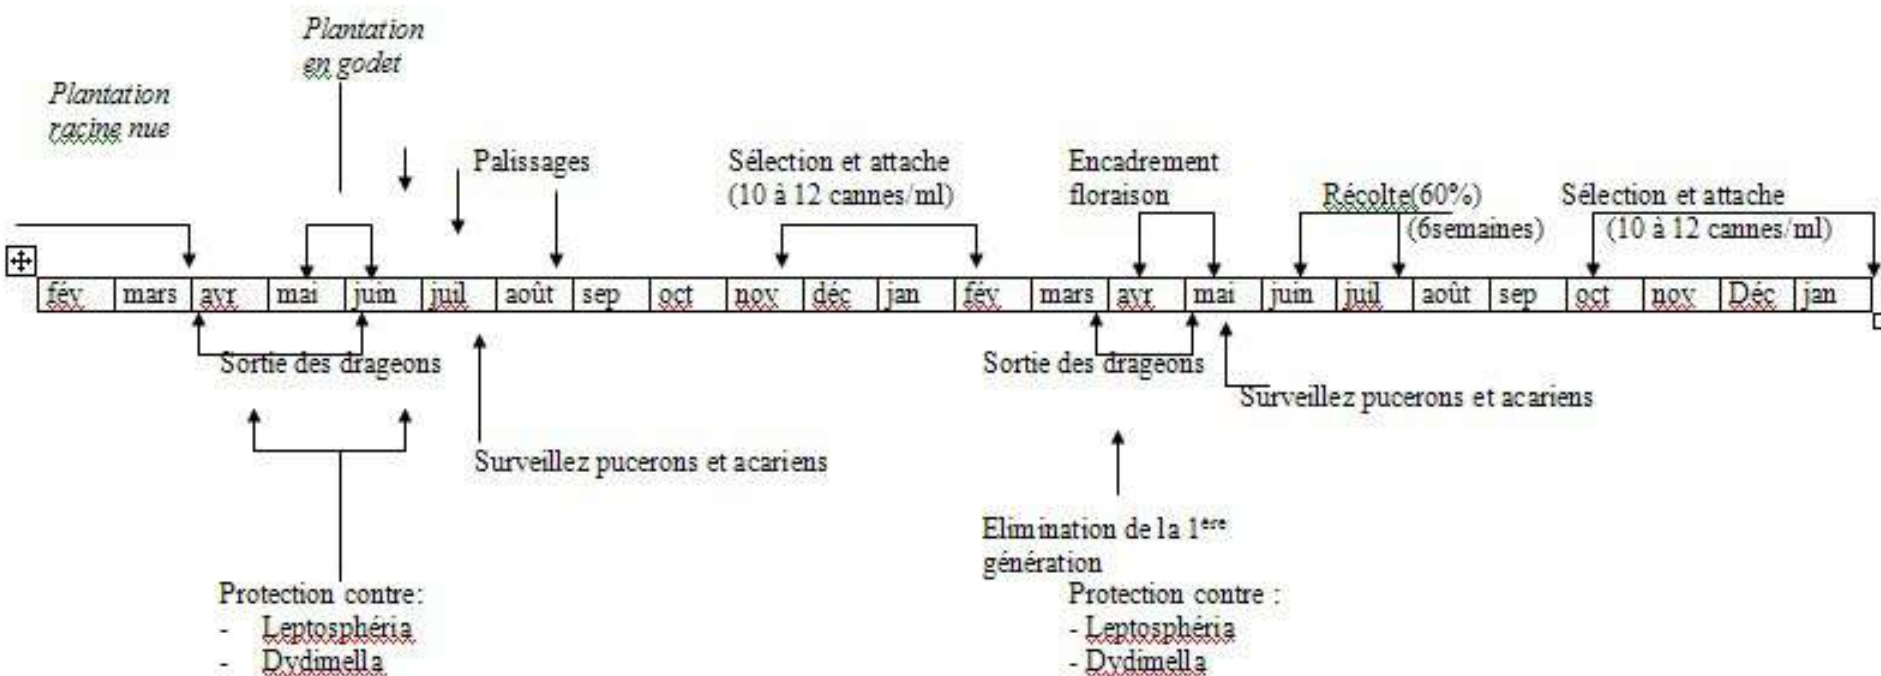 Plantation
en godet
Plantation
racine nue
Palissages
Sélection et attache
(10 à 12 cannes/ml)
Encadrement
floraison
Récolte(60%)
(6semaines)
Sélection et attache
(10 à 12 cannes/ml)
fév mars avr mai juin juil août sep oct nov déc jan fév mars avr mai juin juil août sep oct nov Déc jan
Sortie des drageons
Sortie des drageons
Surveillez pucerons et acariens
Surveillez pucerons et acariens
Elimination de la 1ère
génération
Protection contre:
- Leptosphéria
- Dydimella
Protection contre :
- Leptosphéria
- Dydimella